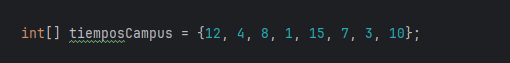 int[] tiemposCampus = {12, 4, 8, 1, 15, 7, 3, 10};